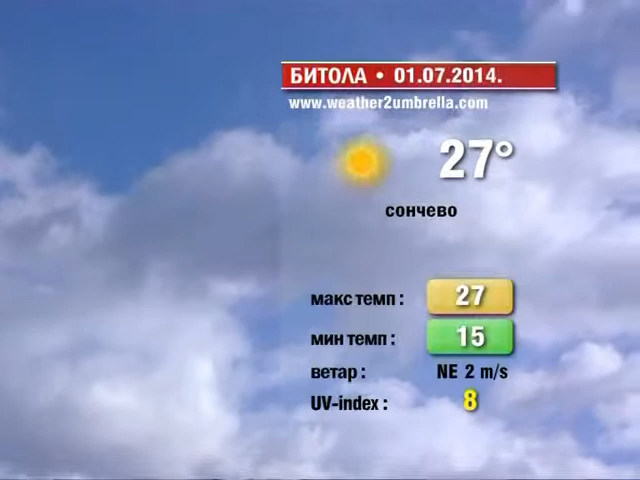 БИТОЛА • 01.07.2014.
www.weather2umbrella.com
27°
сончево
макс темп : 27
мин темп : 15
ветар : NE 2 m/s
UV-index : 8